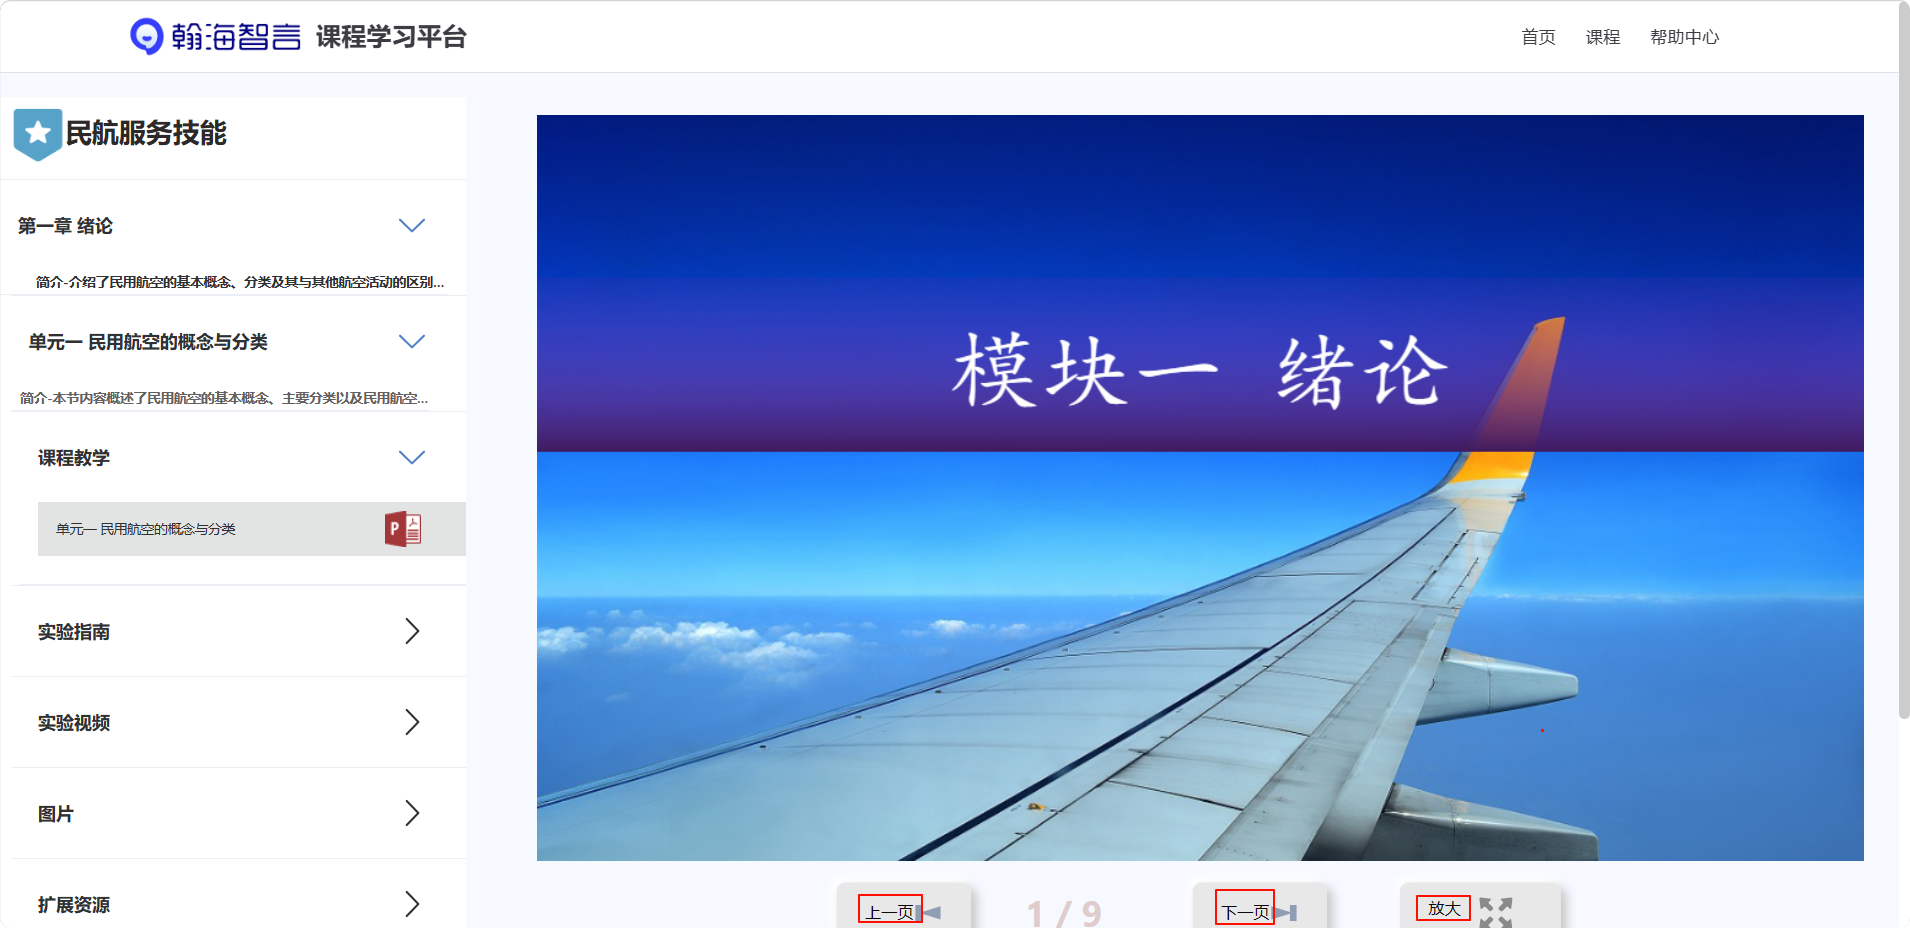 翰海智言 课程学习平台
首页 课程 帮助中心
民航服务技能
第一章 绪论
简介-介绍了民用航空的基本概念、分类及其与其他航空活动的区别...
单元一 民用航空的概念与分类
简介-本节内容概述了民用航空的基本概念、主要分类以及民用航空...
课程教学
单元一 民用航空的概念与分类
P
实验指南
实验视频
图片
扩展资源
模块一 绪论
上一页
1 / 9
下一页
放大